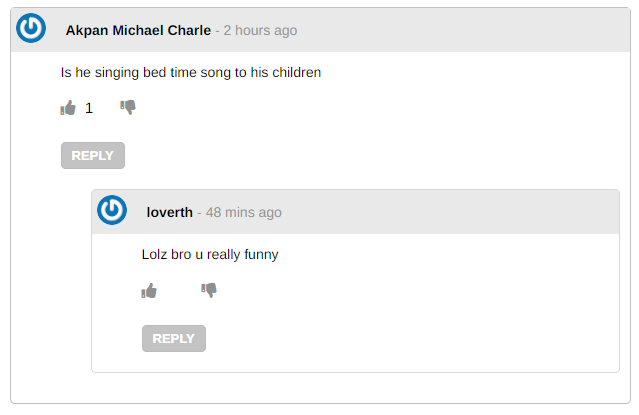 Akpan Michael Charle - 2 hours ago
Is he singing bed time song to his children
1
REPLY
loverth - 48 mins ago
Lolz bro u really funny
REPLY